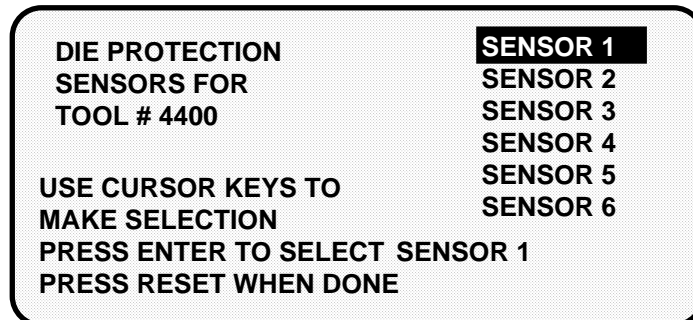 DIE PROTECTION
SENSORS FOR
TOOL # 4400
SENSOR 1
SENSOR 2
SENSOR 3
SENSOR 4
SENSOR 5
SENSOR 6
USE CURSOR KEYS TO
MAKE SELECTION
PRESS ENTER TO SELECT SENSOR 1
PRESS RESET WHEN DONE